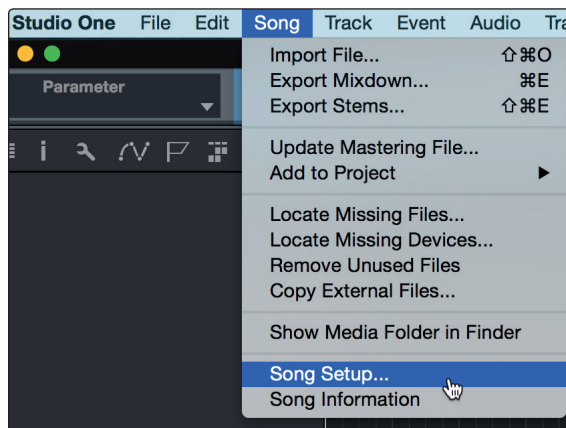 Studio One File Edit Song Track Event Audio Tra
Parameter
Import File... ⇧⌘O
Export Mixdown... ⌘E
Export Stems... ⇧⌘E
Update Mastering File...
Add to Project
Locate Missing Files...
Locate Missing Devices...
Remove Unused Files
Copy External Files...
Show Media Folder in Finder
Song Setup...
Song Information